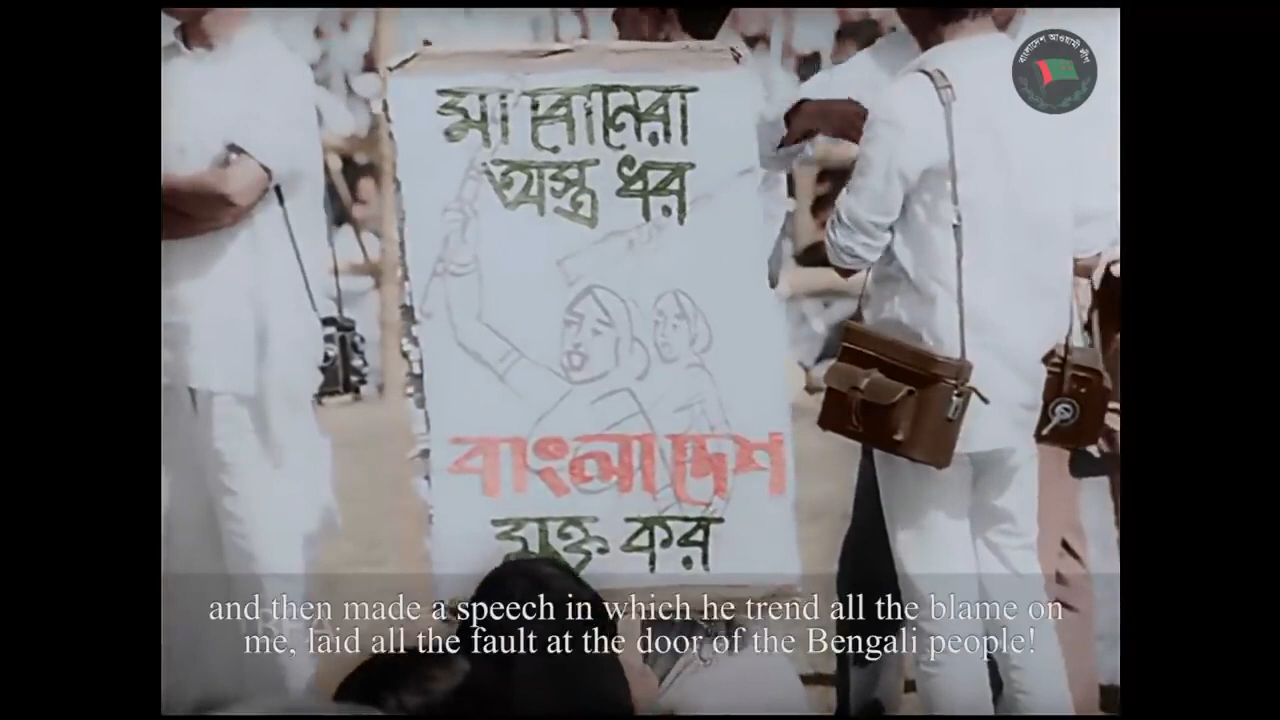 বাংলাদেশ আওয়ামী লীগ
মা বোনেরা
অস্ত্র ধর
বাংলাদেশ
মুক্ত কর
and then made a speech in which he trend all the blame on
me, laid all the fault at the door of the Bengali people!